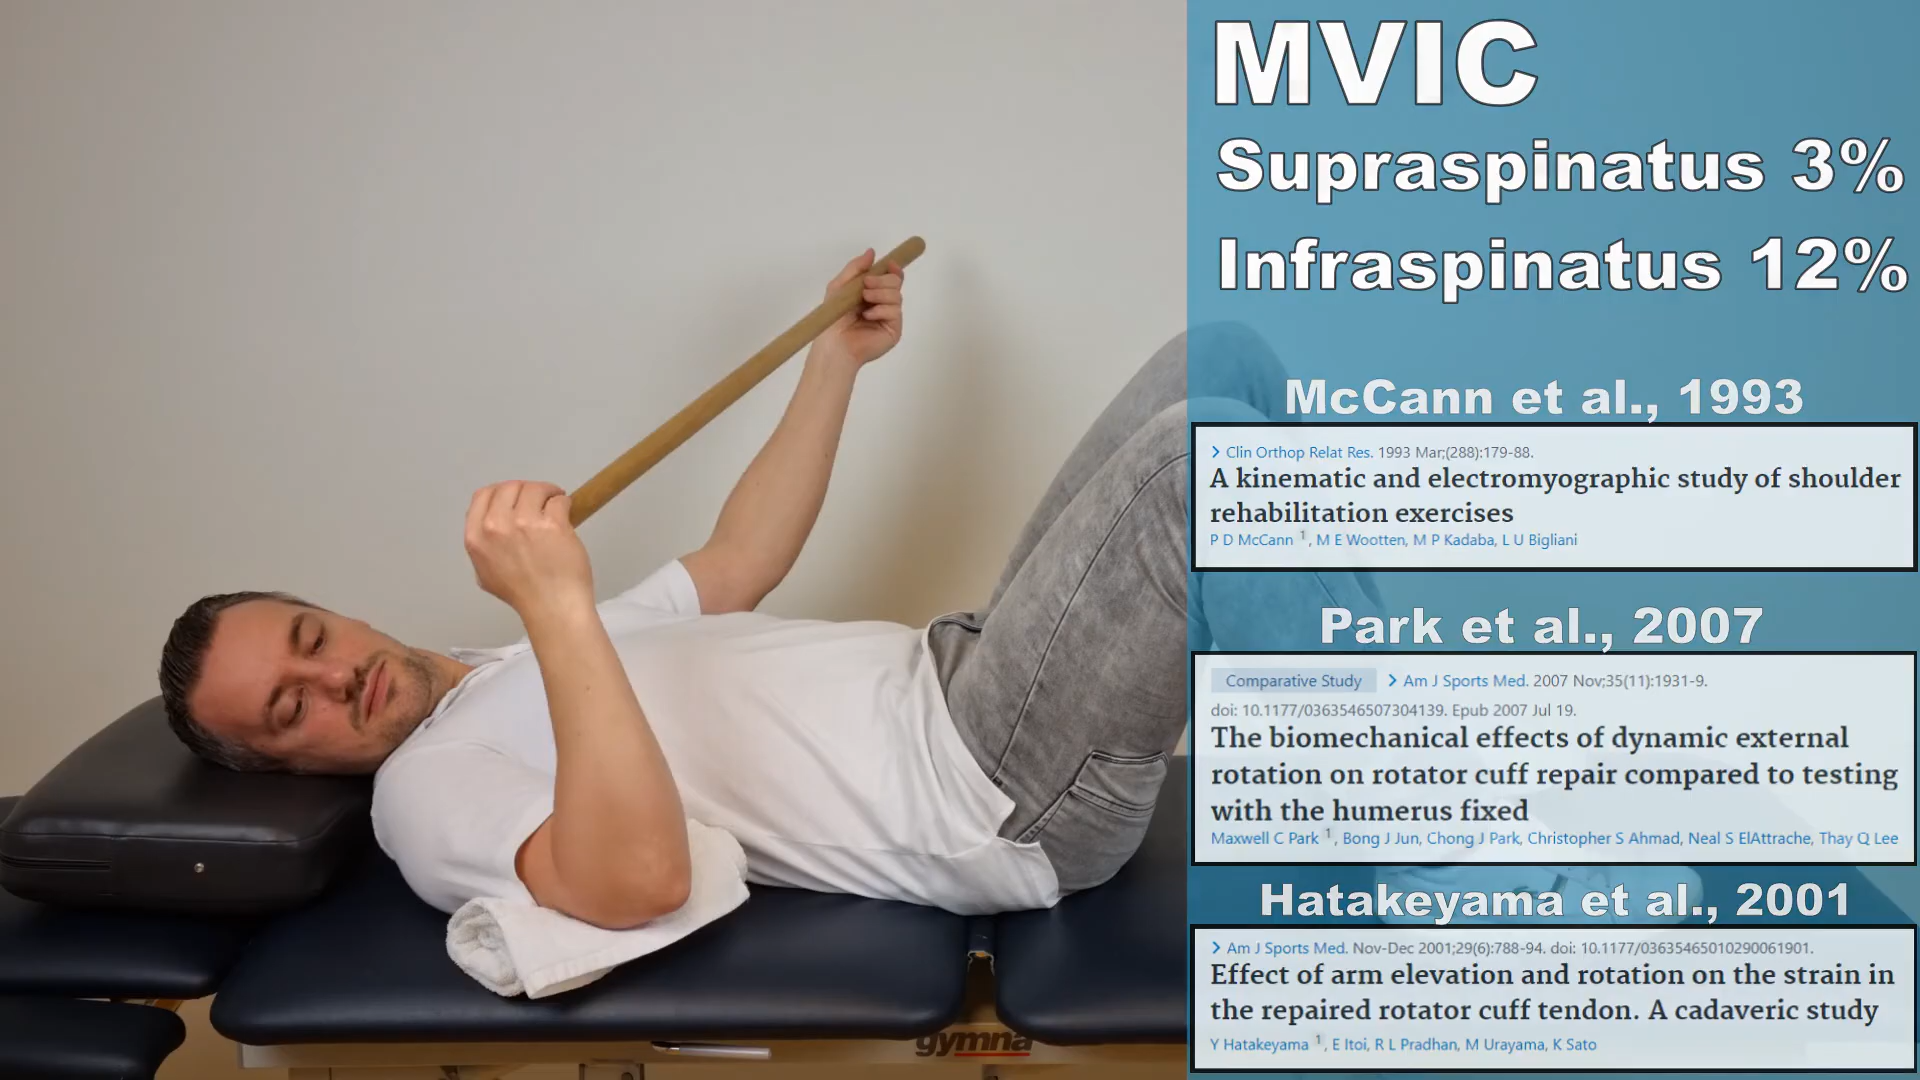 MVIC
Supraspinatus 3%
Infraspinatus 12%
McCann et al., 1993
Clin Orthop Relat Res. 1993 Mar;(288):179-88.
A kinematic and electromyographic study of shoulder
rehabilitation exercises
P D McCann 1, M E Wootten, M P Kadaba, L U Bigliani
Park et al., 2007
Comparative Study > Am J Sports Med. 2007 Nov;35(11):1931-9.
doi: 10.1177/0363546507304139. Epub 2007 Jul 19.
The biomechanical effects of dynamic external
rotation on rotator cuff repair compared to testing
with the humerus fixed
Maxwell C Park 1, Bong J Jun, Chong J Park, Christopher S Ahmad, Neal S ElAttrache, Thay Q Lee
Hatakeyama et al., 2001
> Am J Sports Med. Nov-Dec 2001;29(6):788-94. doi: 10.1177/03635465010290061901.
Effect of arm elevation and rotation on the strain in
the repaired rotator cuff tendon. A cadaveric study
Y Hatakeyama 1, E Itoi, R L Pradhan, M Urayama, K Sato
gymna